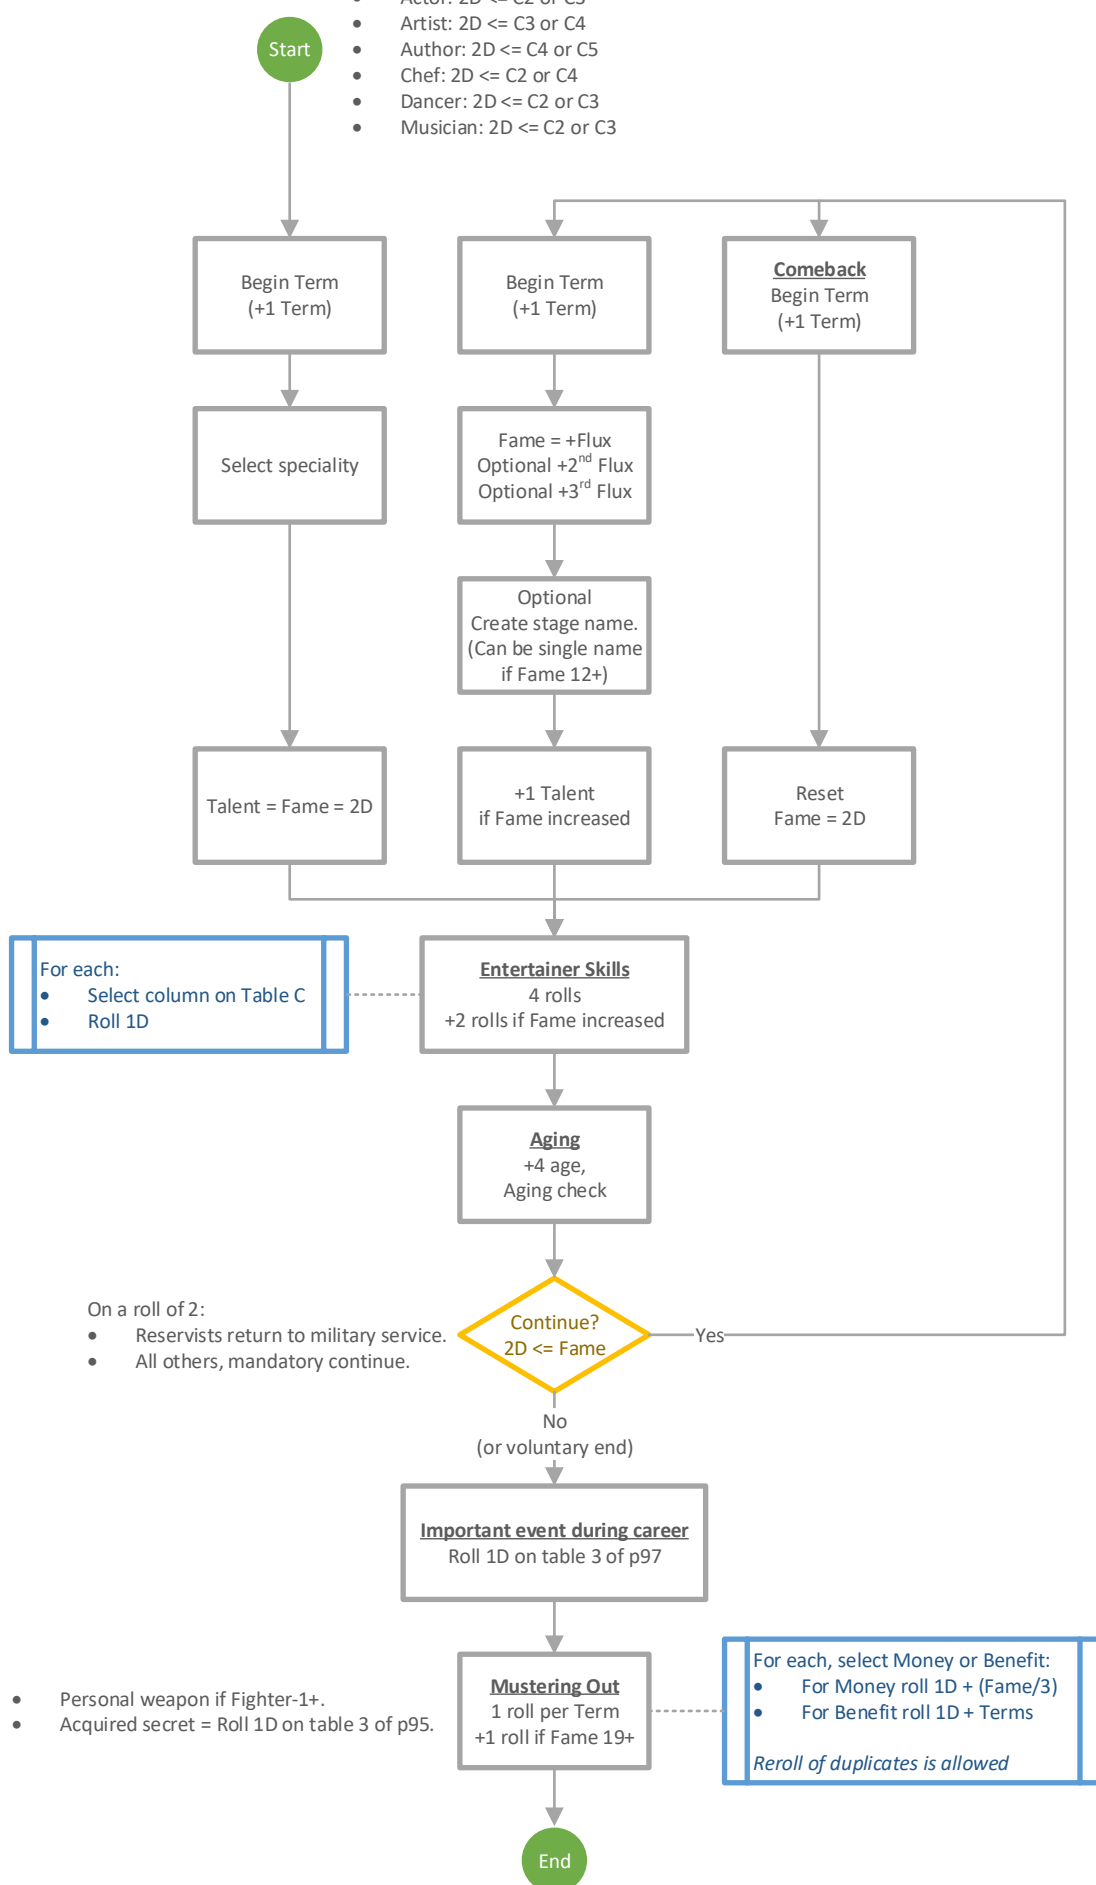 Actor: 2D <= C2 or C3
Start
• Artist: 2D <= C3 or C4
• Author: 2D <= C4 or C5
• Chef: 2D <= C2 or C4
• Dancer: 2D <= C2 or C3
• Musician: 2D <= C2 or C3
Begin Term
(+1 Term)
Begin Term
(+1 Term)
Comeback
Begin Term
(+1 Term)
Select speciality
Fame = +Flux
Optional +2nd Flux
Optional +3rd Flux
Optional
Create stage name.
(Can be single name
if Fame 12+)
Talent = Fame = 2D
+1 Talent
if Fame increased
Reset
Fame = 2D
For each:
• Select column on Table C
• Roll 1D
Entertainer Skills
4 rolls
+2 rolls if Fame increased
Aging
+4 age,
Aging check
On a roll of 2:
• Reservists return to military service.
• All others, mandatory continue.
Continue?
2D <= Fame
Yes
No
(or voluntary end)
Important event during career
Roll 1D on table 3 of p97
• Personal weapon if Fighter-1+.
• Acquired secret = Roll 1D on table 3 of p95.
Mustering Out
1 roll per Term
+1 roll if Fame 19+
For each, select Money or Benefit:
• For Money roll 1D + (Fame/3)
• For Benefit roll 1D + Terms
Reroll of duplicates is allowed
End